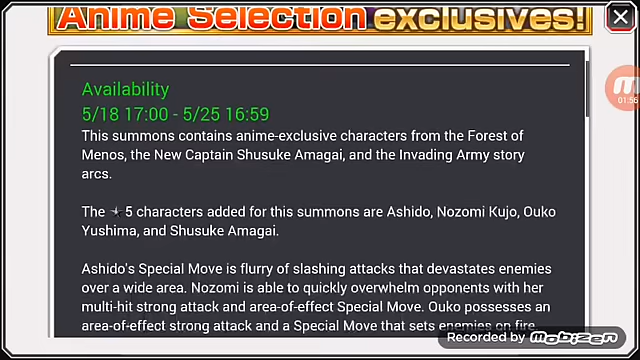 Anime Selection exclusives!
01:56
Availability
5/18 17:00 - 5/25 16:59
This summons contains anime-exclusive characters from the Forest of
Menos, the New Captain Shusuke Amagai, and the Invading Army story
arcs.
The ★ 5 characters added for this summons are Ashido, Nozomi Kujo, Ouko
Yushima, and Shusuke Amagai.
Ashido's Special Move is flurry of slashing attacks that devastates enemies
over a wide area. Nozomi is able to quickly overwhelm opponents with her
multi-hit strong attack and area-of-effect Special Move. Ouko possesses an
area-of-effect strong attack and a Special Move that sets enemies on fire
Recorded by Mobizen